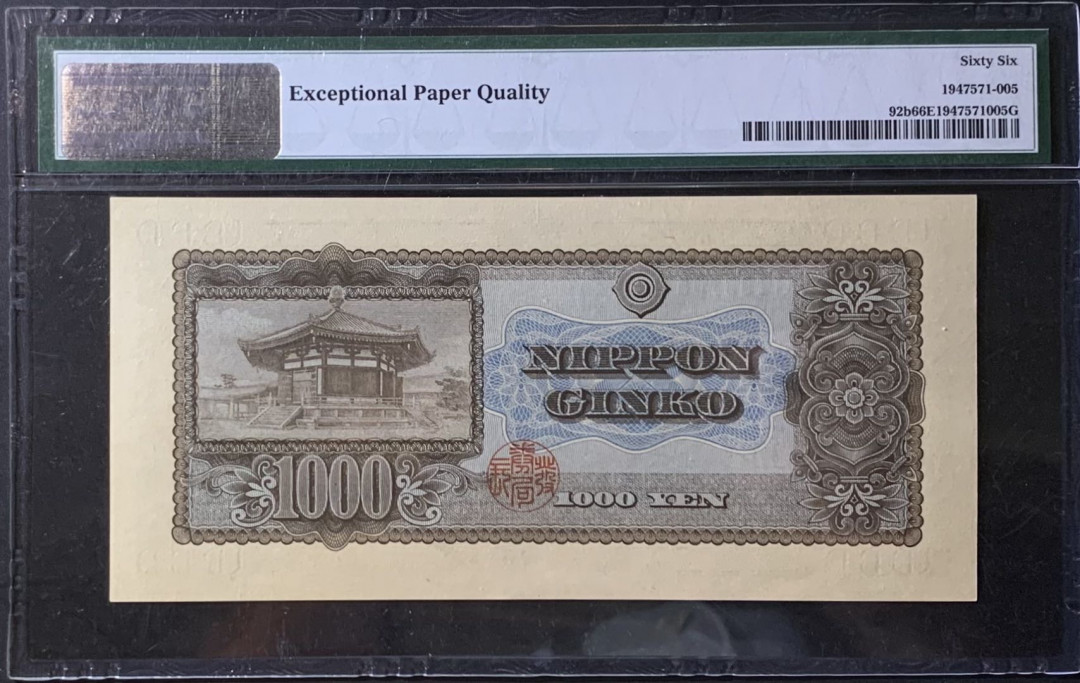 Sixty Six
Exceptional Paper Quality
1947571-005
92b66E1947571005G
NIPPON
GINKO
1000
1000 YEN